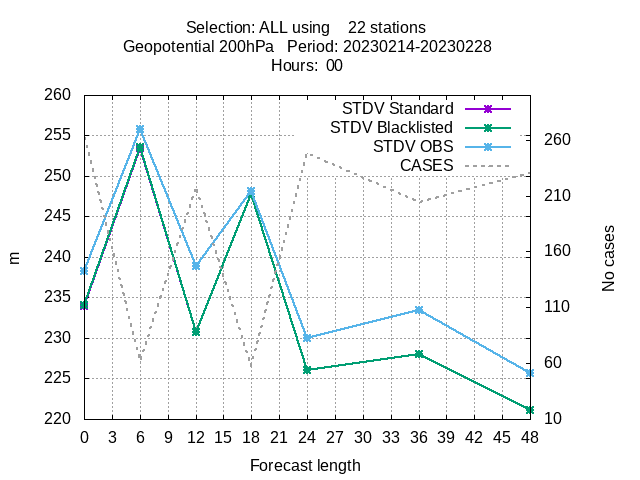 Selection: ALL using    22 stations
Geopotential 200hPa   Period: 20230214-20230228
Hours:  00
STDV Standard
STDV Blacklisted
STDV OBS
CASES
260
255
250
245
240
235
230
225
220
m
260
210
160
110
60
10
No cases
0 3 6 9 12 15 18 21 24 27 30 33 36 39 42 45 48
Forecast length